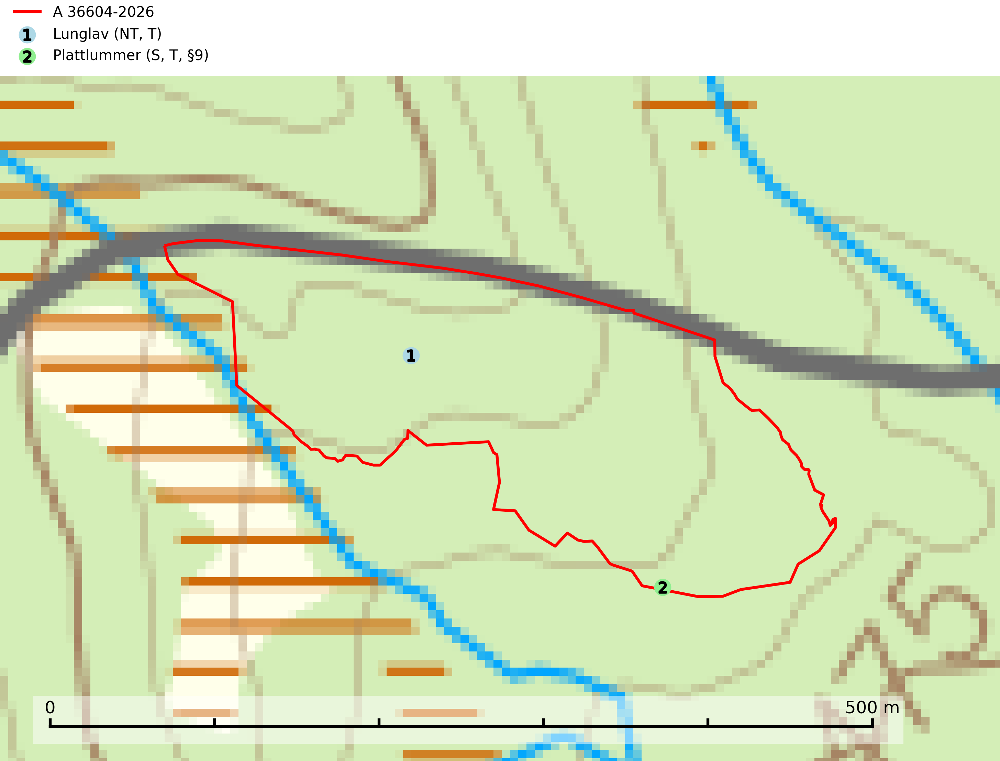 A 36604-2026
1 Lunglav (NT, T)
2 Plattlummer (S, T, §9)
1
2
0 500 m